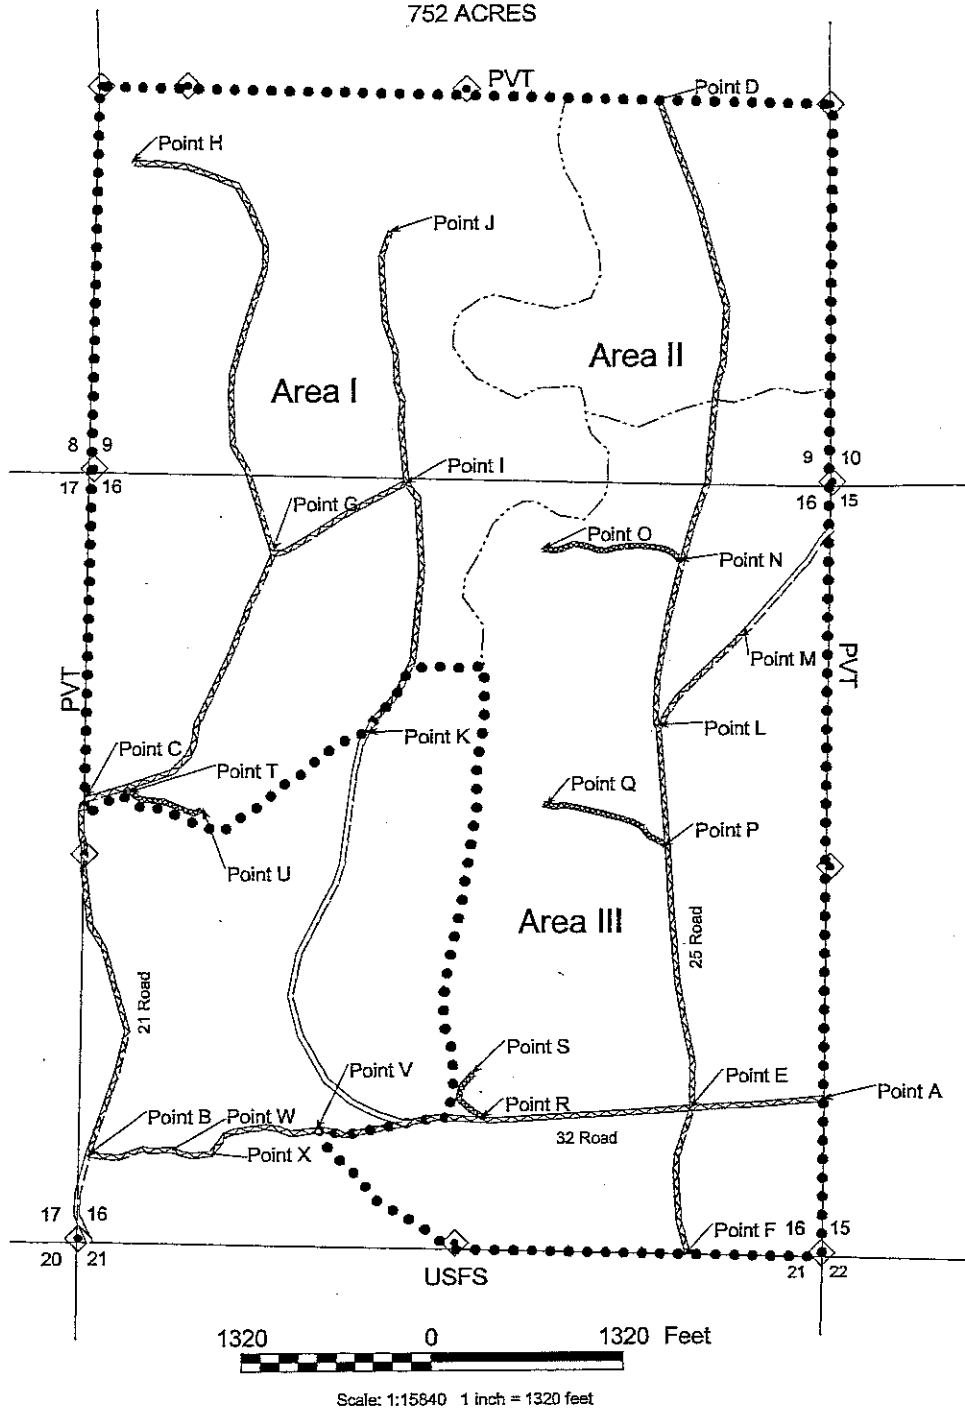 752 ACRES
PVT
Point D
Point H
Point J
Area II
Area I
8 9
9 10
Point I
17 16
16 15
Point G
Point O
Point N
Point M
PVT
PVT
Point L
Point C
Point K
Point T
Point Q
Point P
Point U
Area III
25 Road
21 Road
Point S
Point V
Point E
Point A
Point B
Point W
Point R
32 Road
Point X
17 16
Point F
16 15
20 21
USFS
21 22
1320 0 1320 Feet
Scale: 1:15840 1 inch = 1320 feet